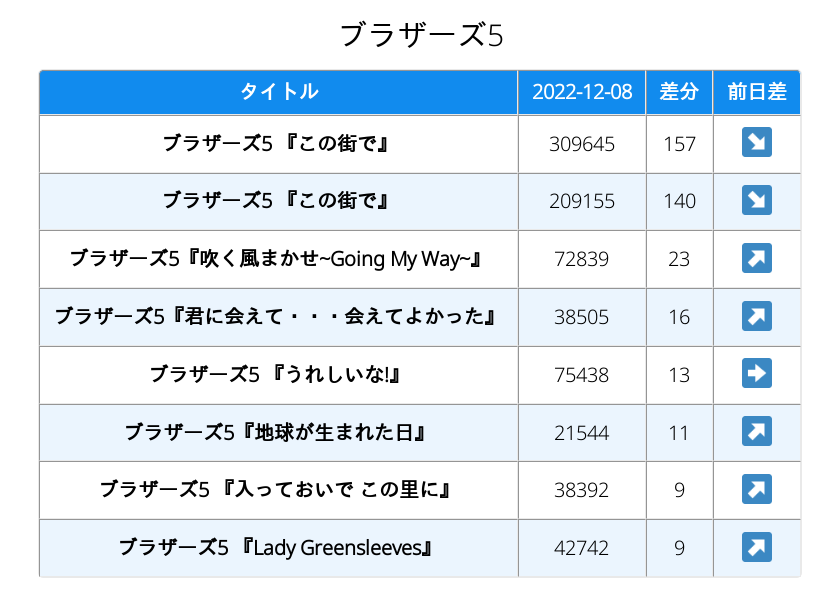 ブラザーズ5
タイトル 2022-12-08 差分 前日差
ブラザーズ5 『この街で』 309645 157 ↘
ブラザーズ5 『この街で』 209155 140 ↘
ブラザーズ5『吹く風まかせ~Going My Way~』 72839 23 ↗
ブラザーズ5『君に会えて・・・会えてよかった』 38505 16 ↗
ブラザーズ5 『うれしいな!』 75438 13 ➡
ブラザーズ5『地球が生まれた日』 21544 11 ↗
ブラザーズ5 『入っておいで この里に』 38392 9 ↗
ブラザーズ5 『Lady Greensleeves』 42742 9 ↗